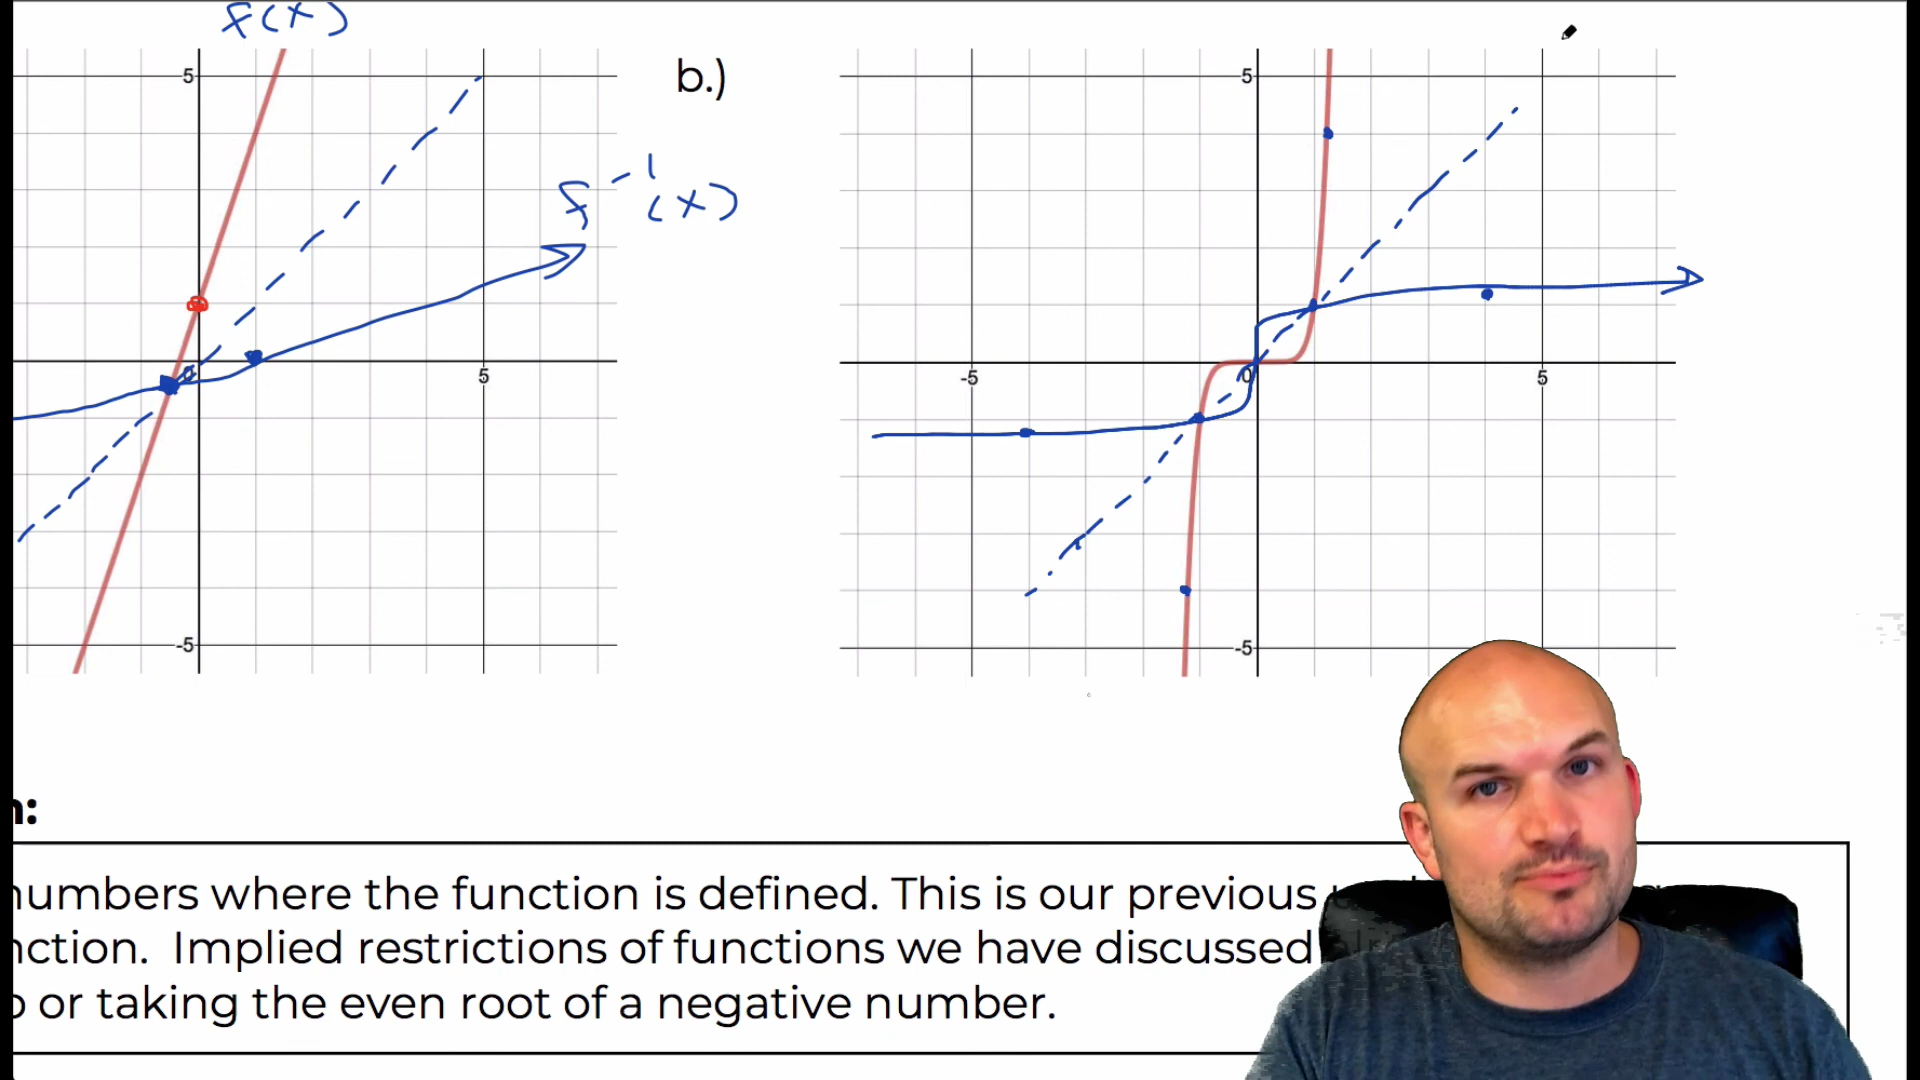 f(x)
5
5
-5
f⁻¹(x)
b.)
5
-5
0
5
-5
numbers where the function is defined. This is our previous
nction. Implied restrictions of functions we have discussed
or taking the even root of a negative number.